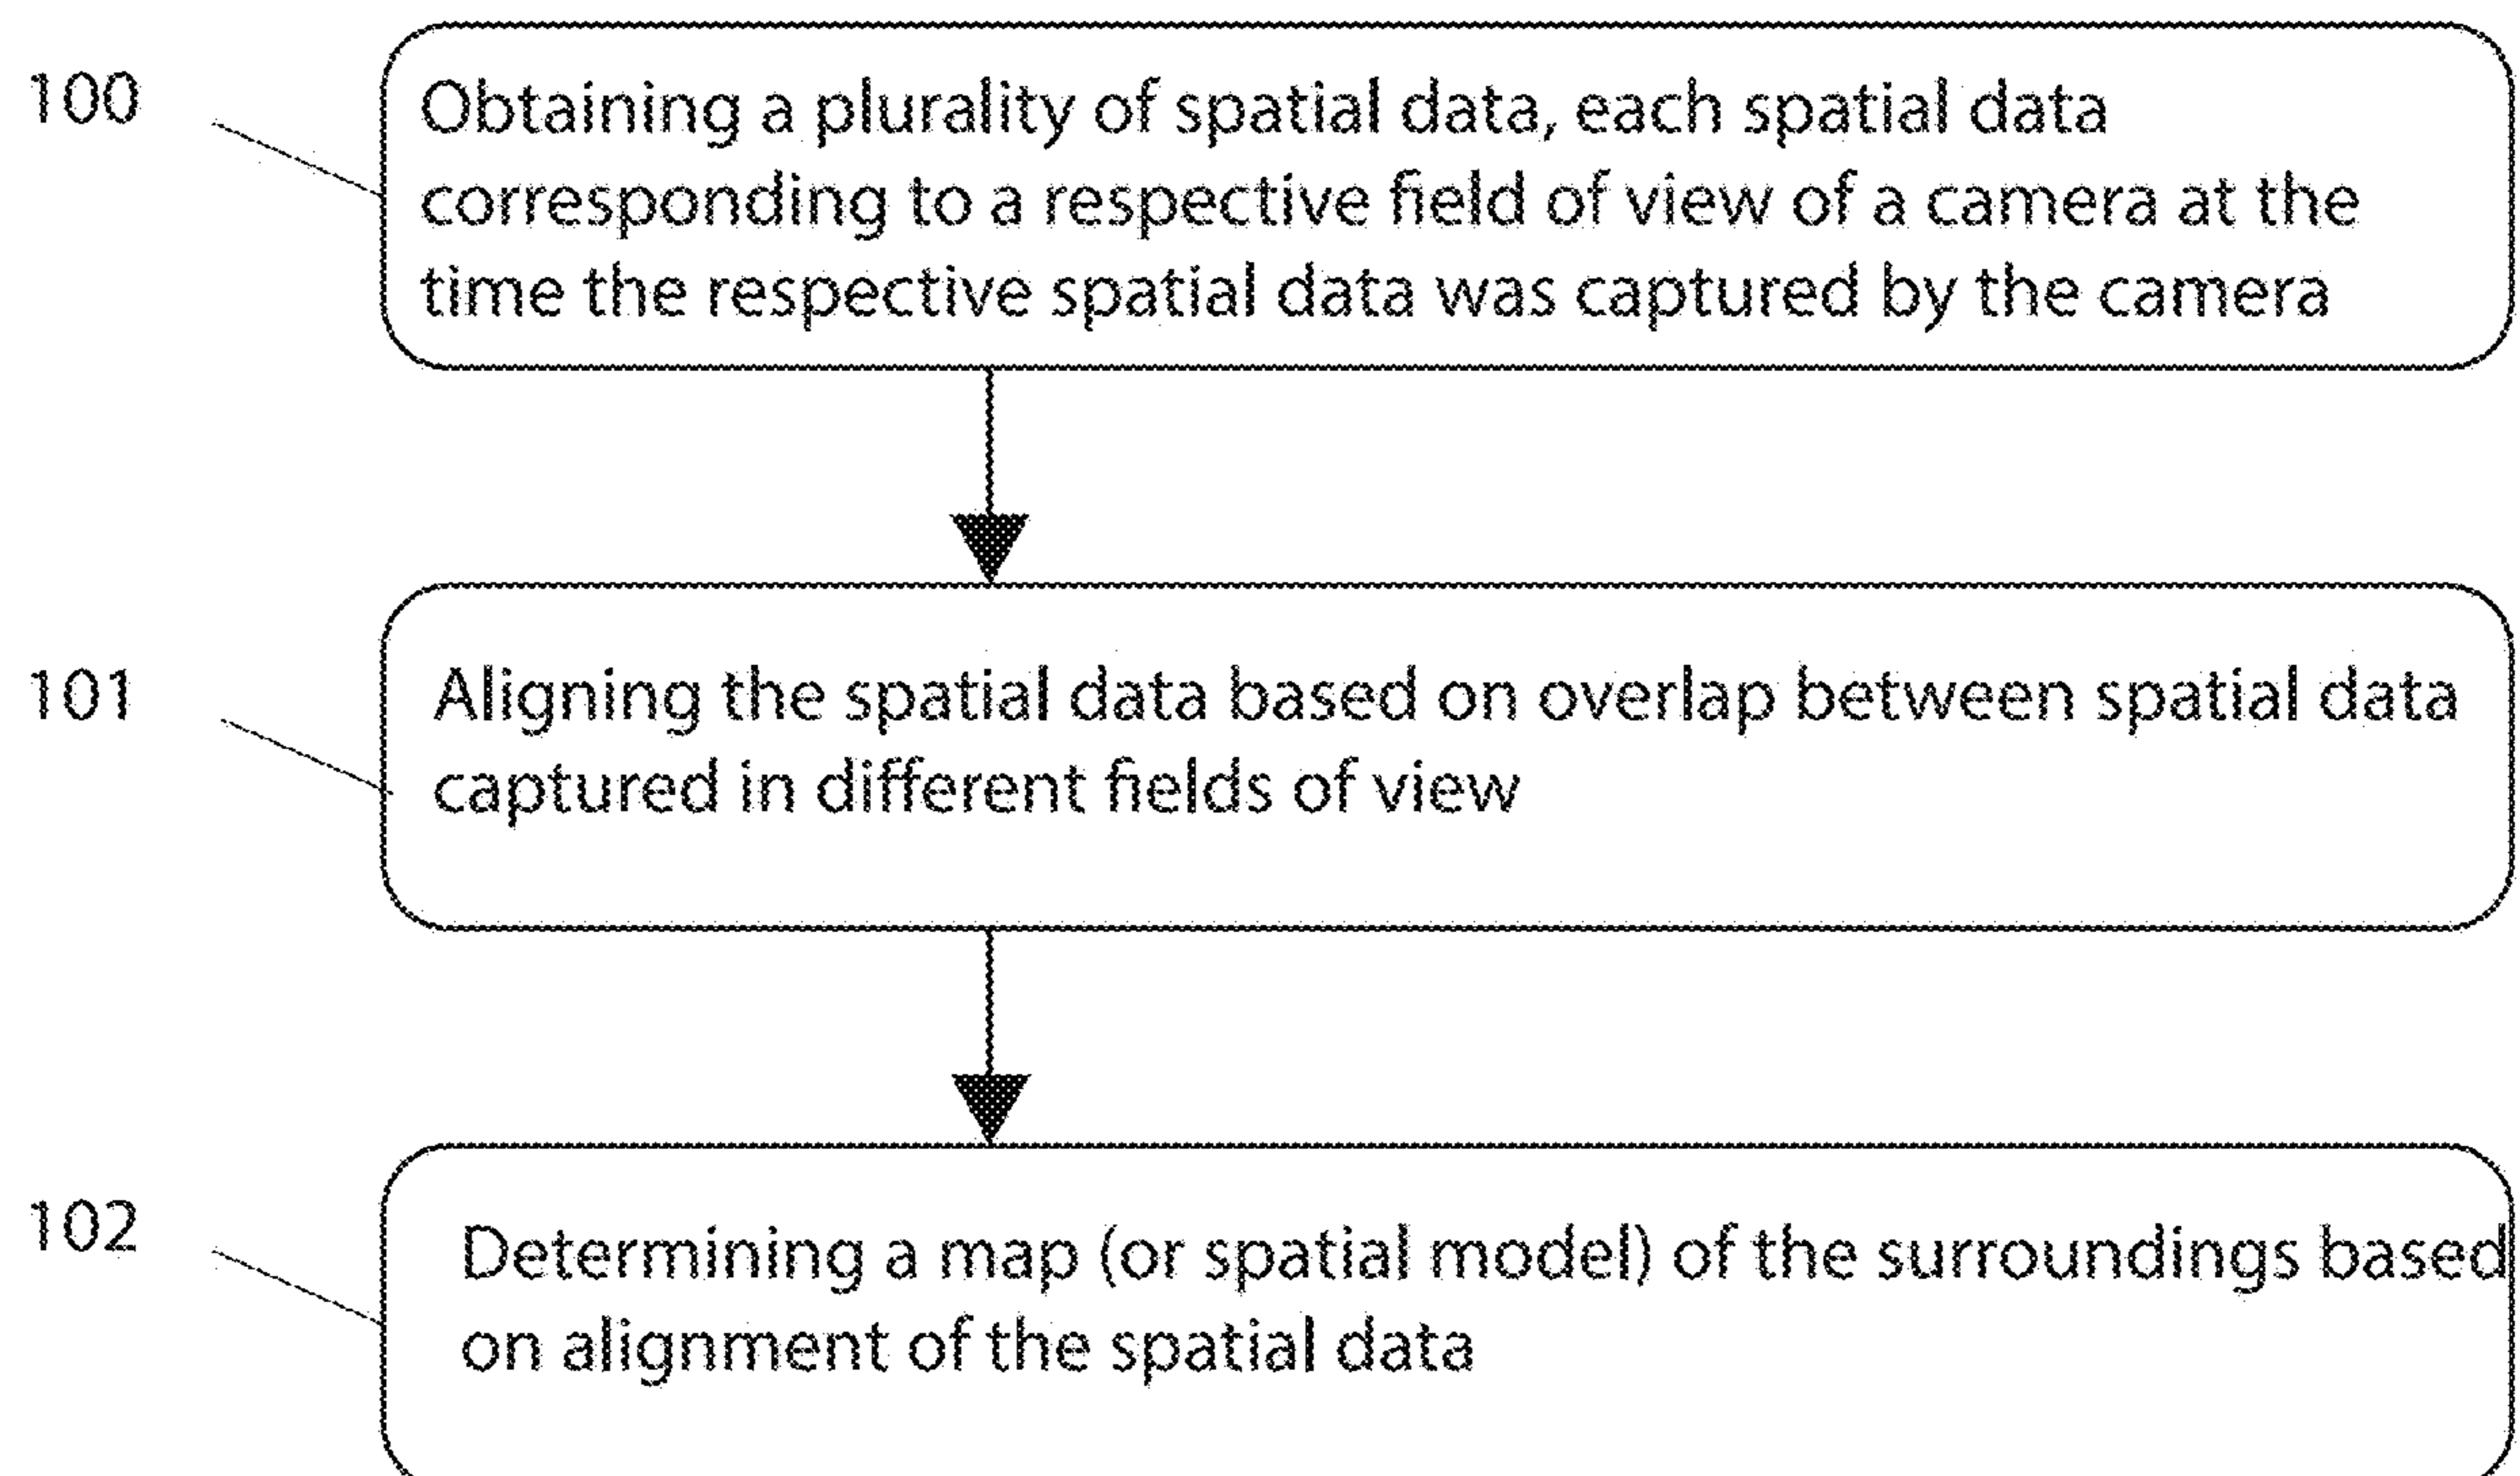 100
Obtaining a plurality of spatial data, each spatial data
corresponding to a respective field of view of a camera at the
time the respective spatial data was captured by the camera
101
Aligning the spatial data based on overlap between spatial data
captured in different fields of view
102
Determining a map (or spatial model) of the surroundings based
on alignment of the spatial data